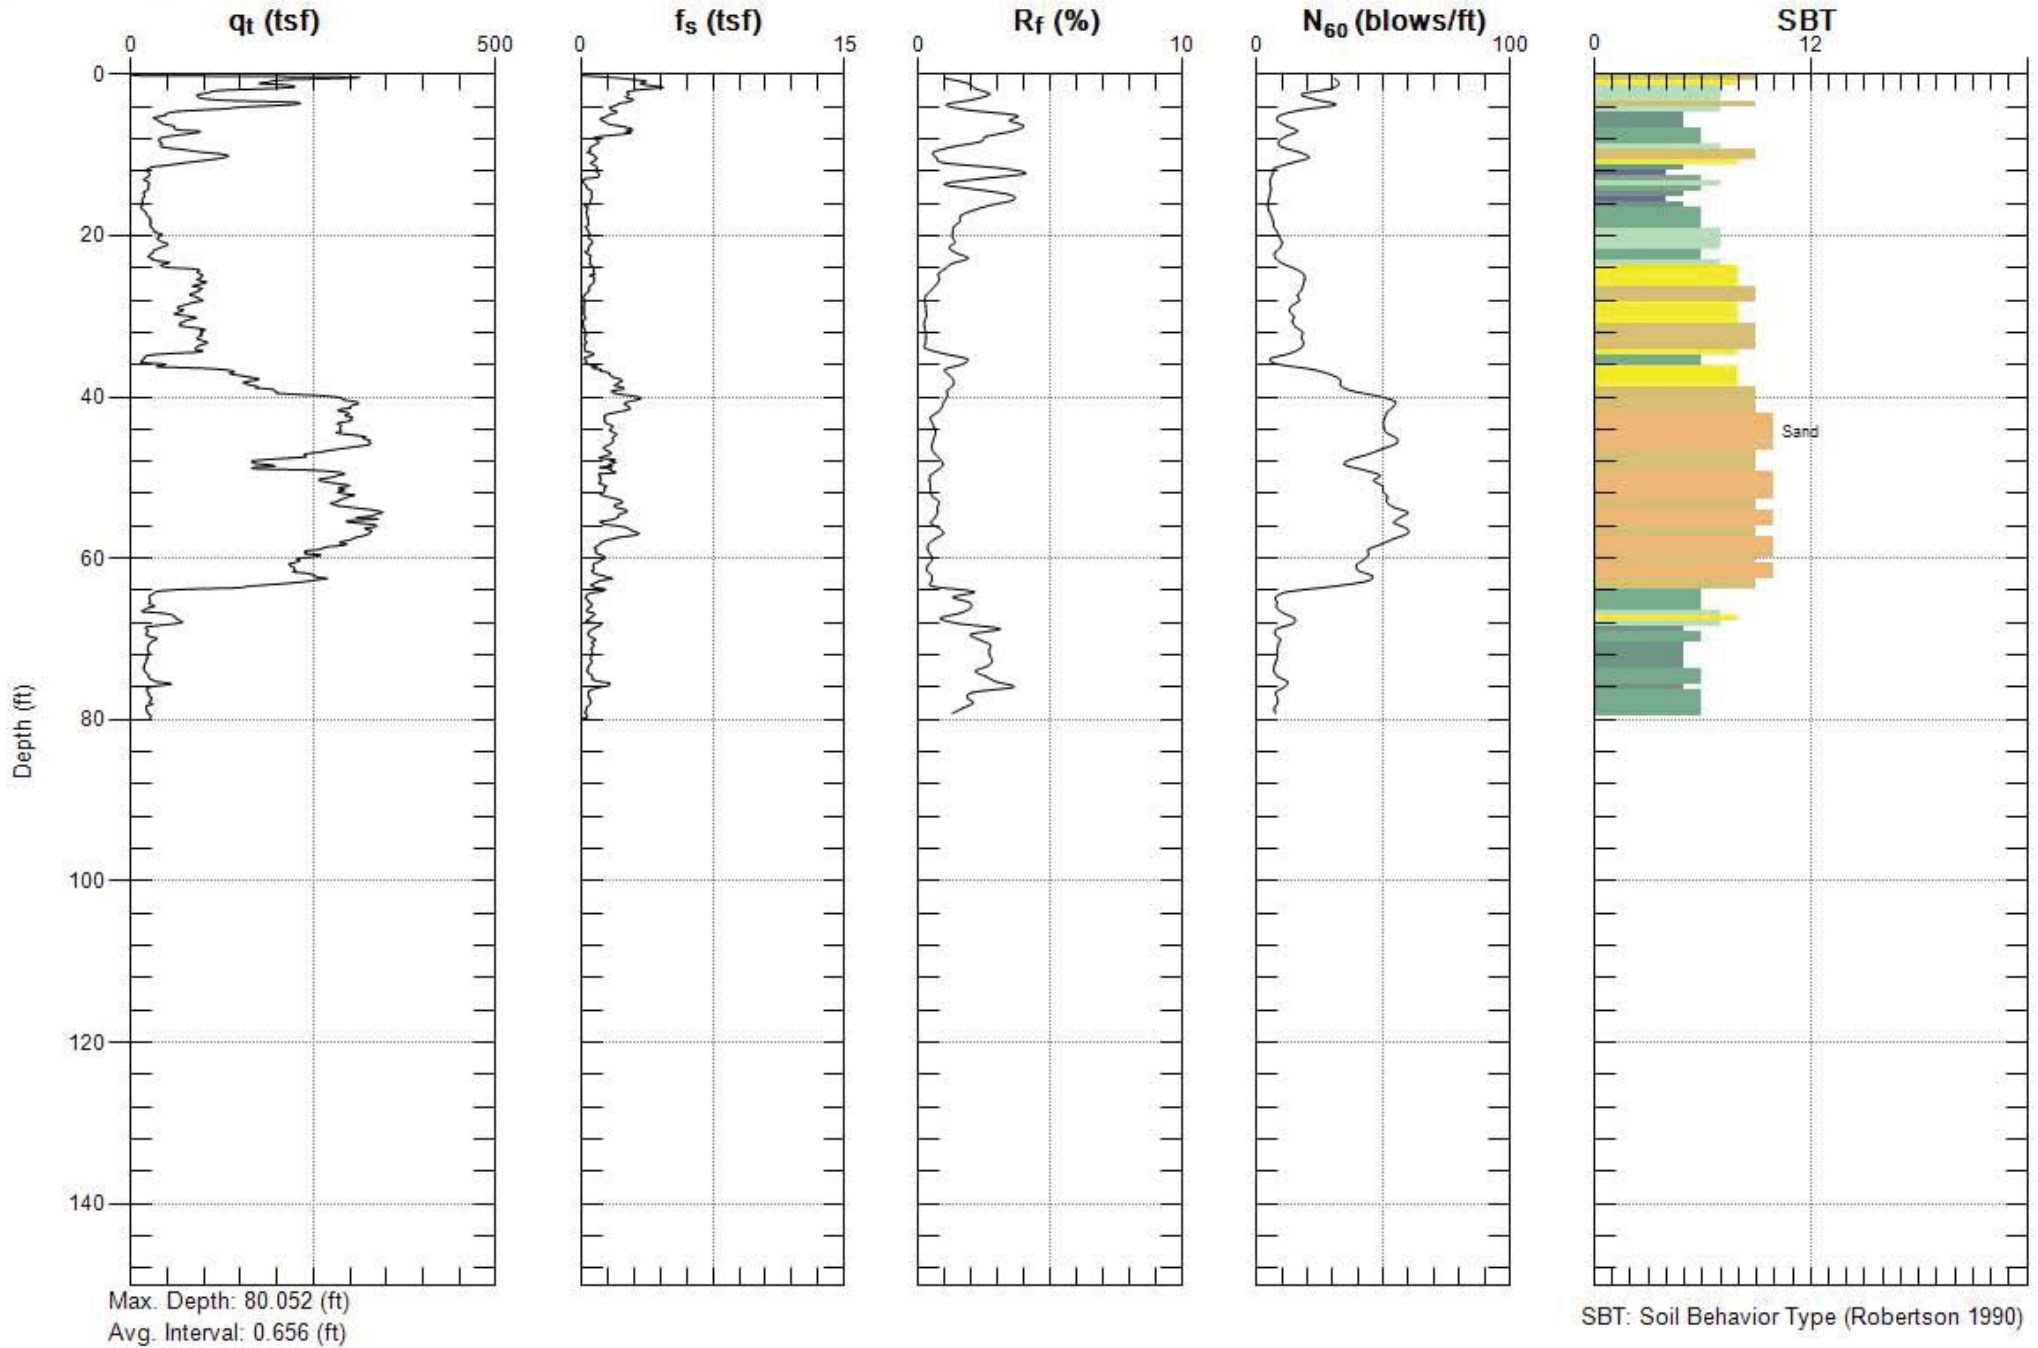 qt (tsf) fs (tsf) Rf (%) N60 (blows/ft) SBT
0 500 0 15 0 10 0 100 0 12
0
20
40
Sand
60
Depth (ft)
80
100
120
140
Max. Depth: 80.052 (ft)
Avg. Interval: 0.656 (ft)
SBT: Soil Behavior Type (Robertson 1990)